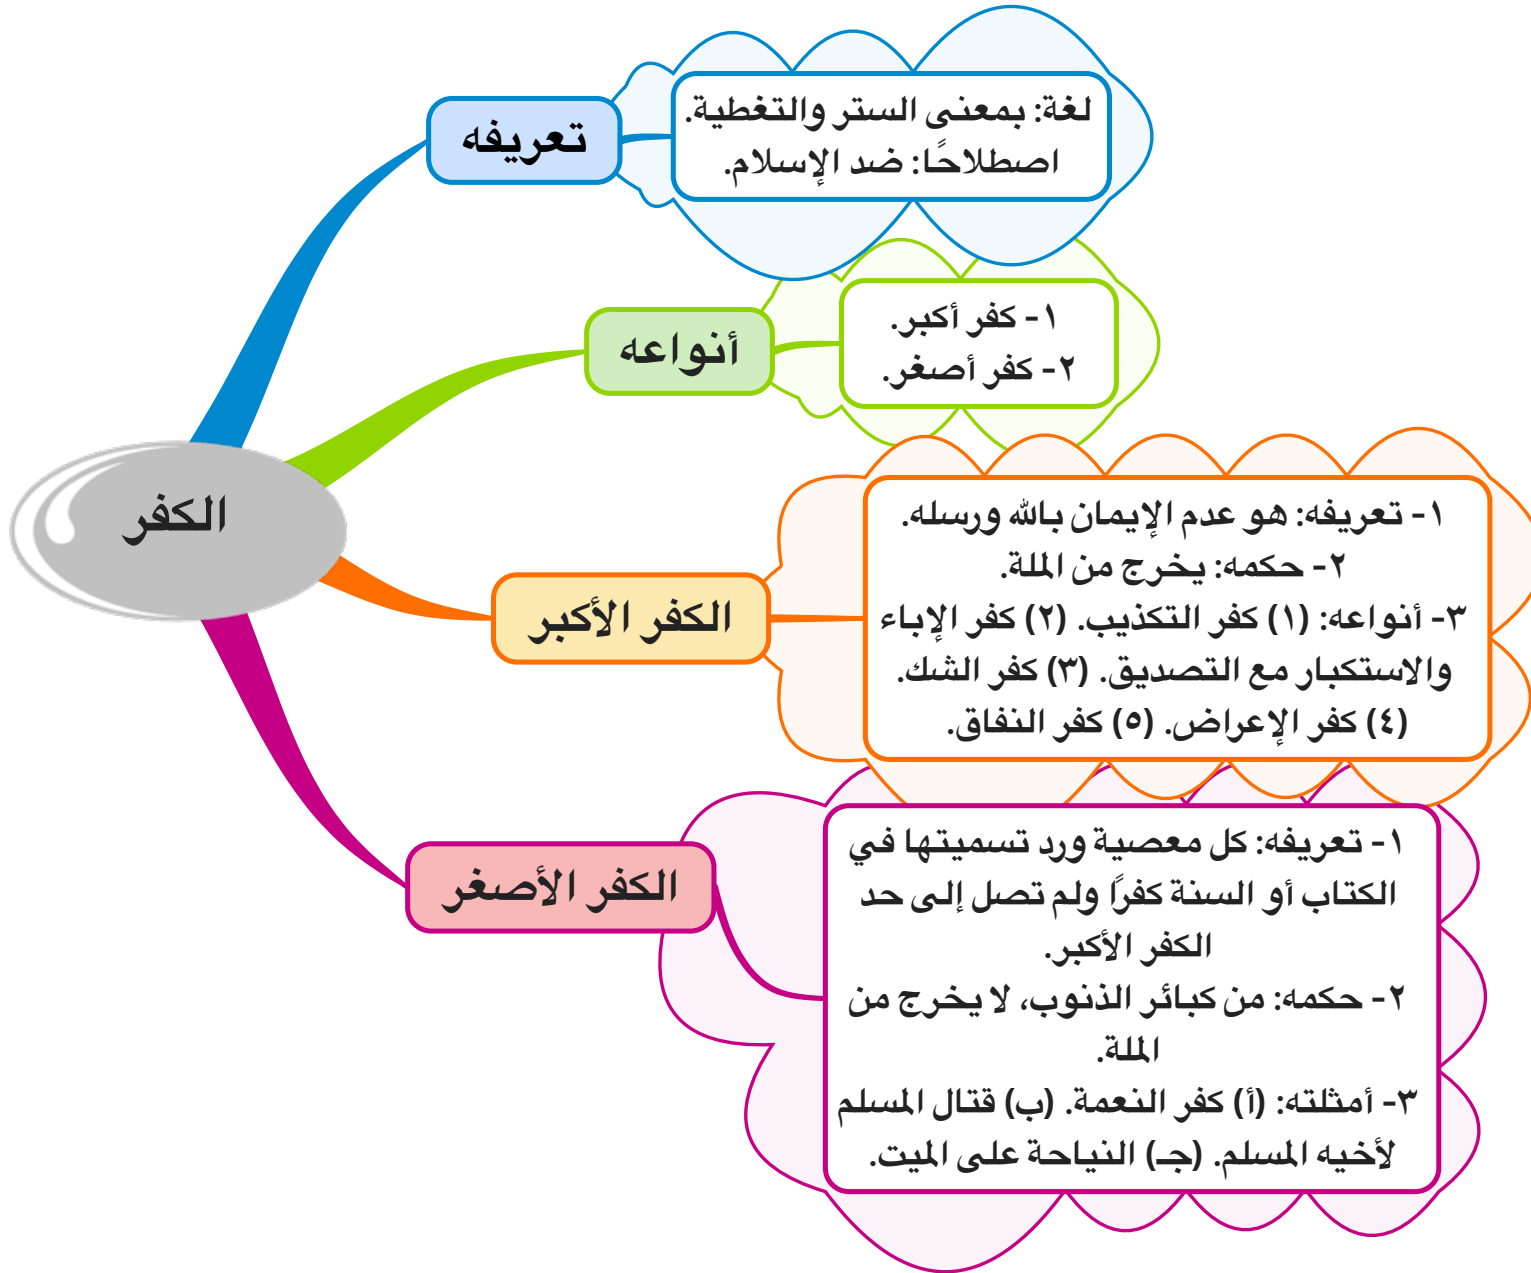 الكفر
تعريفه
لغة: بمعنى الستر والتغطية.
اصطلاحًا: ضد الإسلام.
أنواعه
١- كفر أكبر.
٢- كفر أصغر.
الكفر الأكبر
١- تعريفه: هو عدم الإيمان بالله ورسله.
٢- حكمه: يخرج من الملة.
٣- أنواعه: (١) كفر التكذيب. (٢) كفر الإباء
والاستكبار مع التصديق. (٣) كفر الشك.
(٤) كفر الإعراض. (٥) كفر النفاق.
الكفر الأصغر
١- تعريفه: كل معصية ورد تسميتها في
الكتاب أو السنة كفرًا ولم تصل إلى حد
الكفر الأكبر.
٢- حكمه: من كبائر الذنوب، لا يخرج من
الملة.
٣- أمثلته: (أ) كفر النعمة. (ب) قتال المسلم
لأخيه المسلم. (جـ) النياحة على الميت.